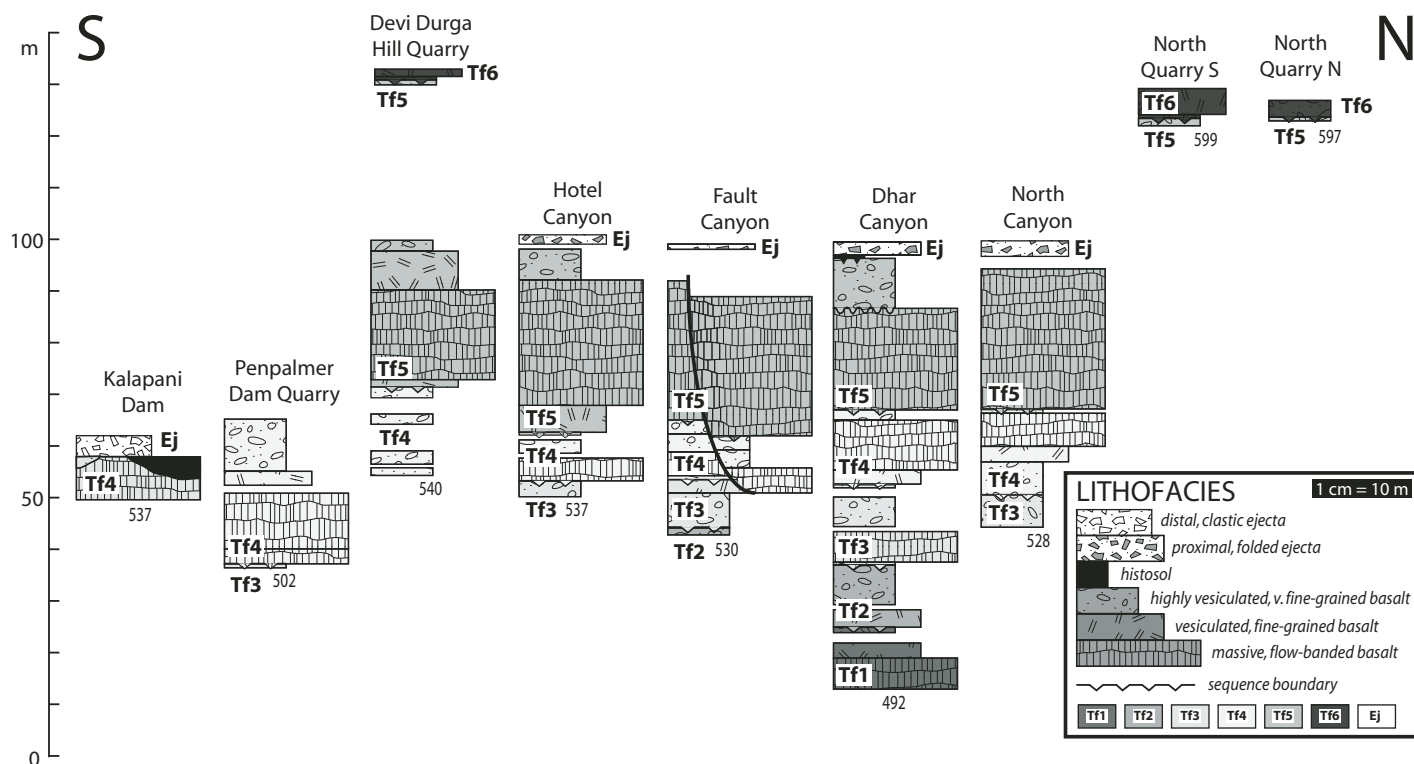 m
S
N
Devi Durga
Hill Quarry
Tf6
Tf5
North
Quarry S
Tf6
Tf5 599
North
Quarry N
Tf6
Tf5 597
100
50
0
Kalapani
Dam
Ej
Tf4
537
Penpalmer
Dam Quarry
Tf4
Tf3 502
Tf5
Tf4
540
Hotel
Canyon
Ej
Tf5
Tf4
Tf3 537
Fault
Canyon
Ej
Tf5
Tf4
Tf3
Tf2 530
Dhar
Canyon
Ej
Tf5
Tf4
Tf3
Tf2
Tf1
492
North
Canyon
Ej
Tf5
Tf4
Tf3
528
LITHOFACIES 1 cm = 10 m
distal, clastic ejecta
proximal, folded ejecta
histosol
highly vesiculated, v. fine-grained basalt
vesiculated, fine-grained basalt
massive, flow-banded basalt
sequence boundary
Tf1 Tf2 Tf3 Tf4 Tf5 Tf6 Ej